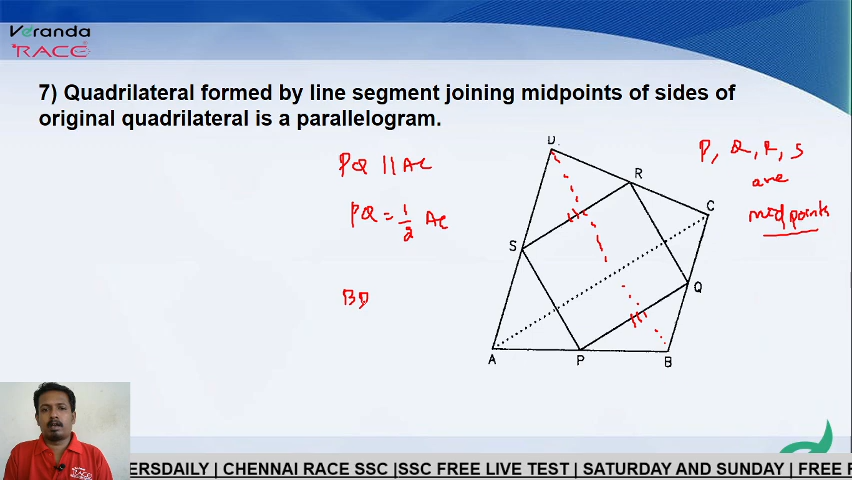 Veranda
RACE
7) Quadrilateral formed by line segment joining midpoints of sides of
original quadrilateral is a parallelogram.
PQ || AC
PQ = 1/2 AC
BD
P, Q, R, S
are
midpoints
D
R
C
S
Q
A
P
B
RACE
ERSDAILY | CHENNAI RACE SSC |SSC FREE LIVE TEST | SATURDAY AND SUNDAY | FREE F